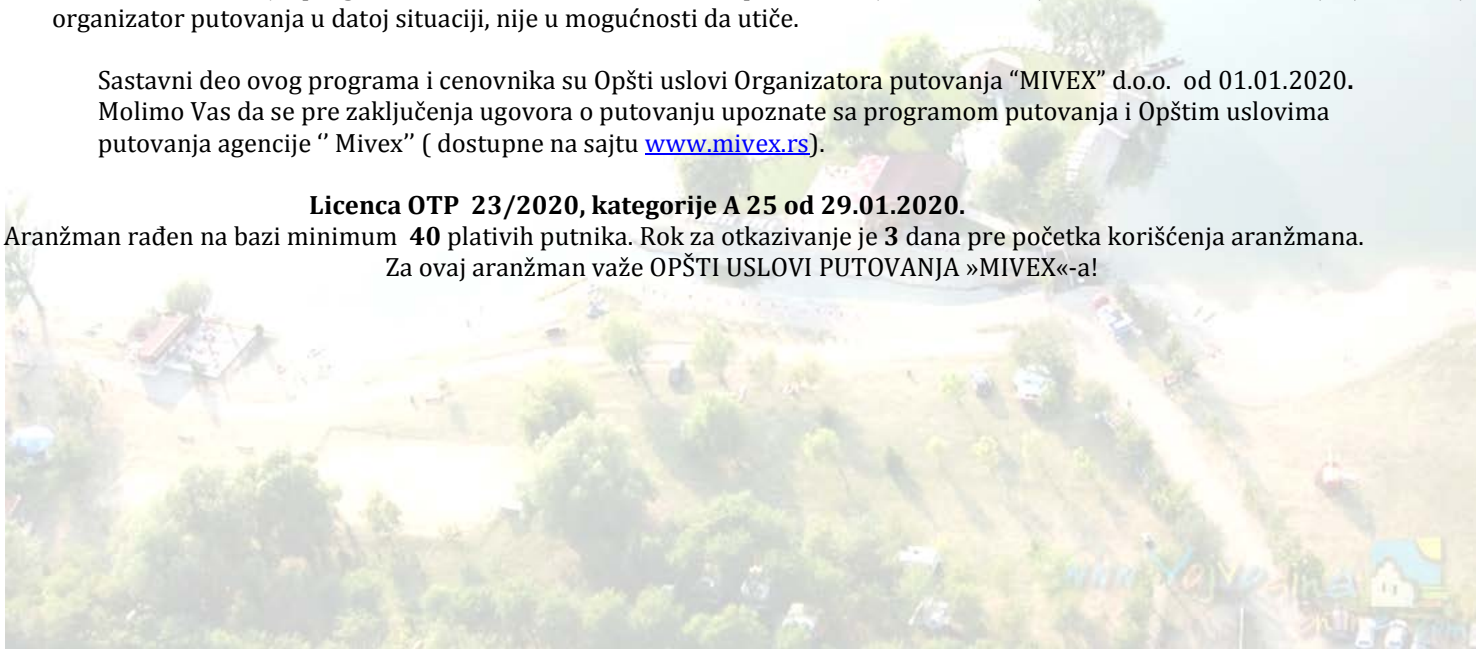 organizator putovanja u datoj situaciji, nije u mogućnosti da utiče.
Sastavni deo ovog programa i cenovnika su Opšti uslovi Organizatora putovanja “MIVEX” d.o.o. od 01.01.2020.
Molimo Vas da se pre zaključenja ugovora o putovanju upoznate sa programom putovanja i Opštim uslovima
putovanja agencije ‘’ Mivex’’ ( dostupne na sajtu www.mivex.rs).
Licenca OTP 23/2020, kategorije A 25 od 29.01.2020.
Aranžman rađen na bazi minimum 40 plativih putnika. Rok za otkazivanje je 3 dana pre početka korišćenja aranžmana.
Za ovaj aranžman važe OPŠTI USLOVI PUTOVANJA »MIVEX«-a!